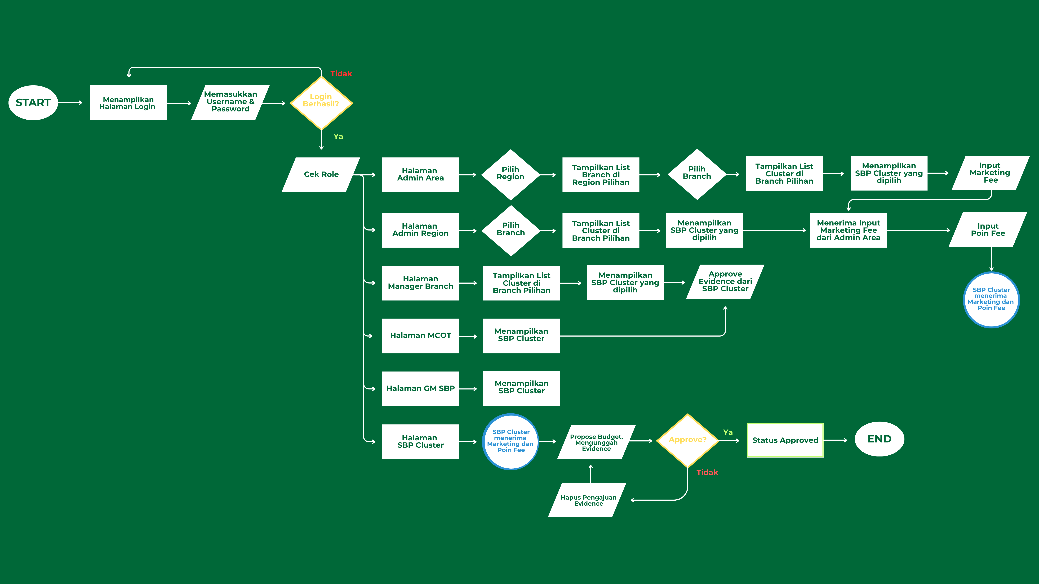 Tidak
START
Menampilkan
Halaman Login
Memasukkan
Username &
Password
Login
Berhasil?
Ya
Cek Role
Halaman
Admin Area
Pilih
Region
Tampilkan List
Branch di
Region Pilihan
Pilih
Branch
Tampilkan List
Cluster di
Branch Pilihan
Menampilkan
SBP Cluster yang
dipilih
Input
Marketing
Fee
Halaman
Admin Region
Pilih
Branch
Tampilkan List
Cluster di
Branch Pilihan
Menampilkan
SBP Cluster yang
dipilih
Menerima Input
Marketing Fee
dari Admin Area
Input
Poin Fee
SBP Cluster
menerima
Marketing dan
Poin Fee
Halaman
Manager Branch
Tampilkan List
Cluster di
Branch Pilihan
Menampilkan
SBP Cluster yang
dipilih
Approve
Evidence dari
SBP Cluster
Halaman MCOT
Menampilkan
SBP Cluster
Halaman GM SBP
Menampilkan
SBP Cluster
Halaman
SBP Cluster
SBP Cluster
menerima
Marketing dan
Poin Fee
Propose Budget,
Mengunggah
Evidence
Approve?
Ya
Status Approved
END
Tidak
Hapus Pengajuan
Evidence